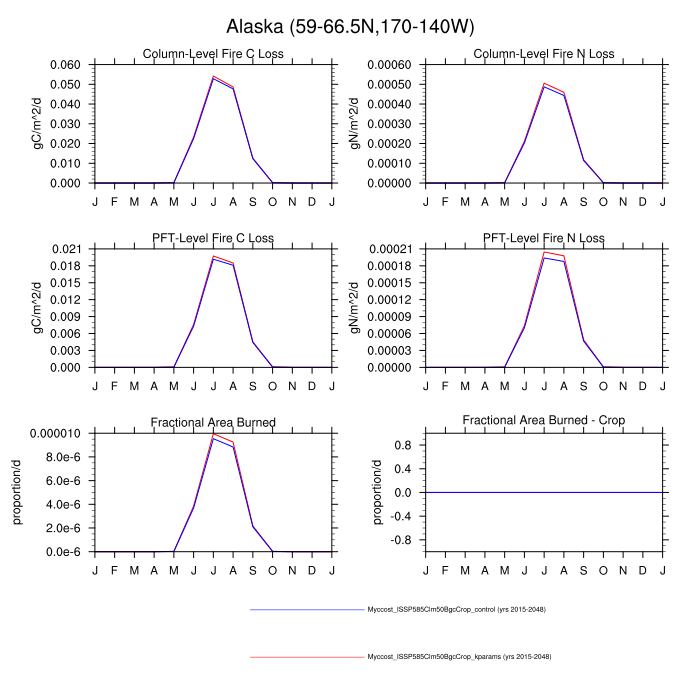 Alaska (59-66.5N,170-140W)
Column-Level Fire C Loss
gC/m^2/d
0.060
0.050
0.040
0.030
0.020
0.010
0.000
J F M A M J J A S O N D J
Column-Level Fire N Loss
gN/m^2/d
0.00060
0.00050
0.00040
0.00030
0.00020
0.00010
0.00000
J F M A M J J A S O N D J
PFT-Level Fire C Loss
gC/m^2/d
0.021
0.018
0.015
0.012
0.009
0.006
0.003
0.000
J F M A M J J A S O N D J
PFT-Level Fire N Loss
gN/m^2/d
0.00021
0.00018
0.00015
0.00012
0.00009
0.00006
0.00003
0.00000
J F M A M J J A S O N D J
Fractional Area Burned
proportion/d
0.000010
8.0e-6
6.0e-6
4.0e-6
2.0e-6
0.0e-6
J F M A M J J A S O N D J
Fractional Area Burned - Crop
proportion/d
0.8
0.4
0.0
-0.4
-0.8
J F M A M J J A S O N D J
Myccost_ISSP585Clm50BgcCrop_control (yrs 2015-2048)
Myccost_ISSP585Clm50BgcCrop_kparams (yrs 2015-2048)